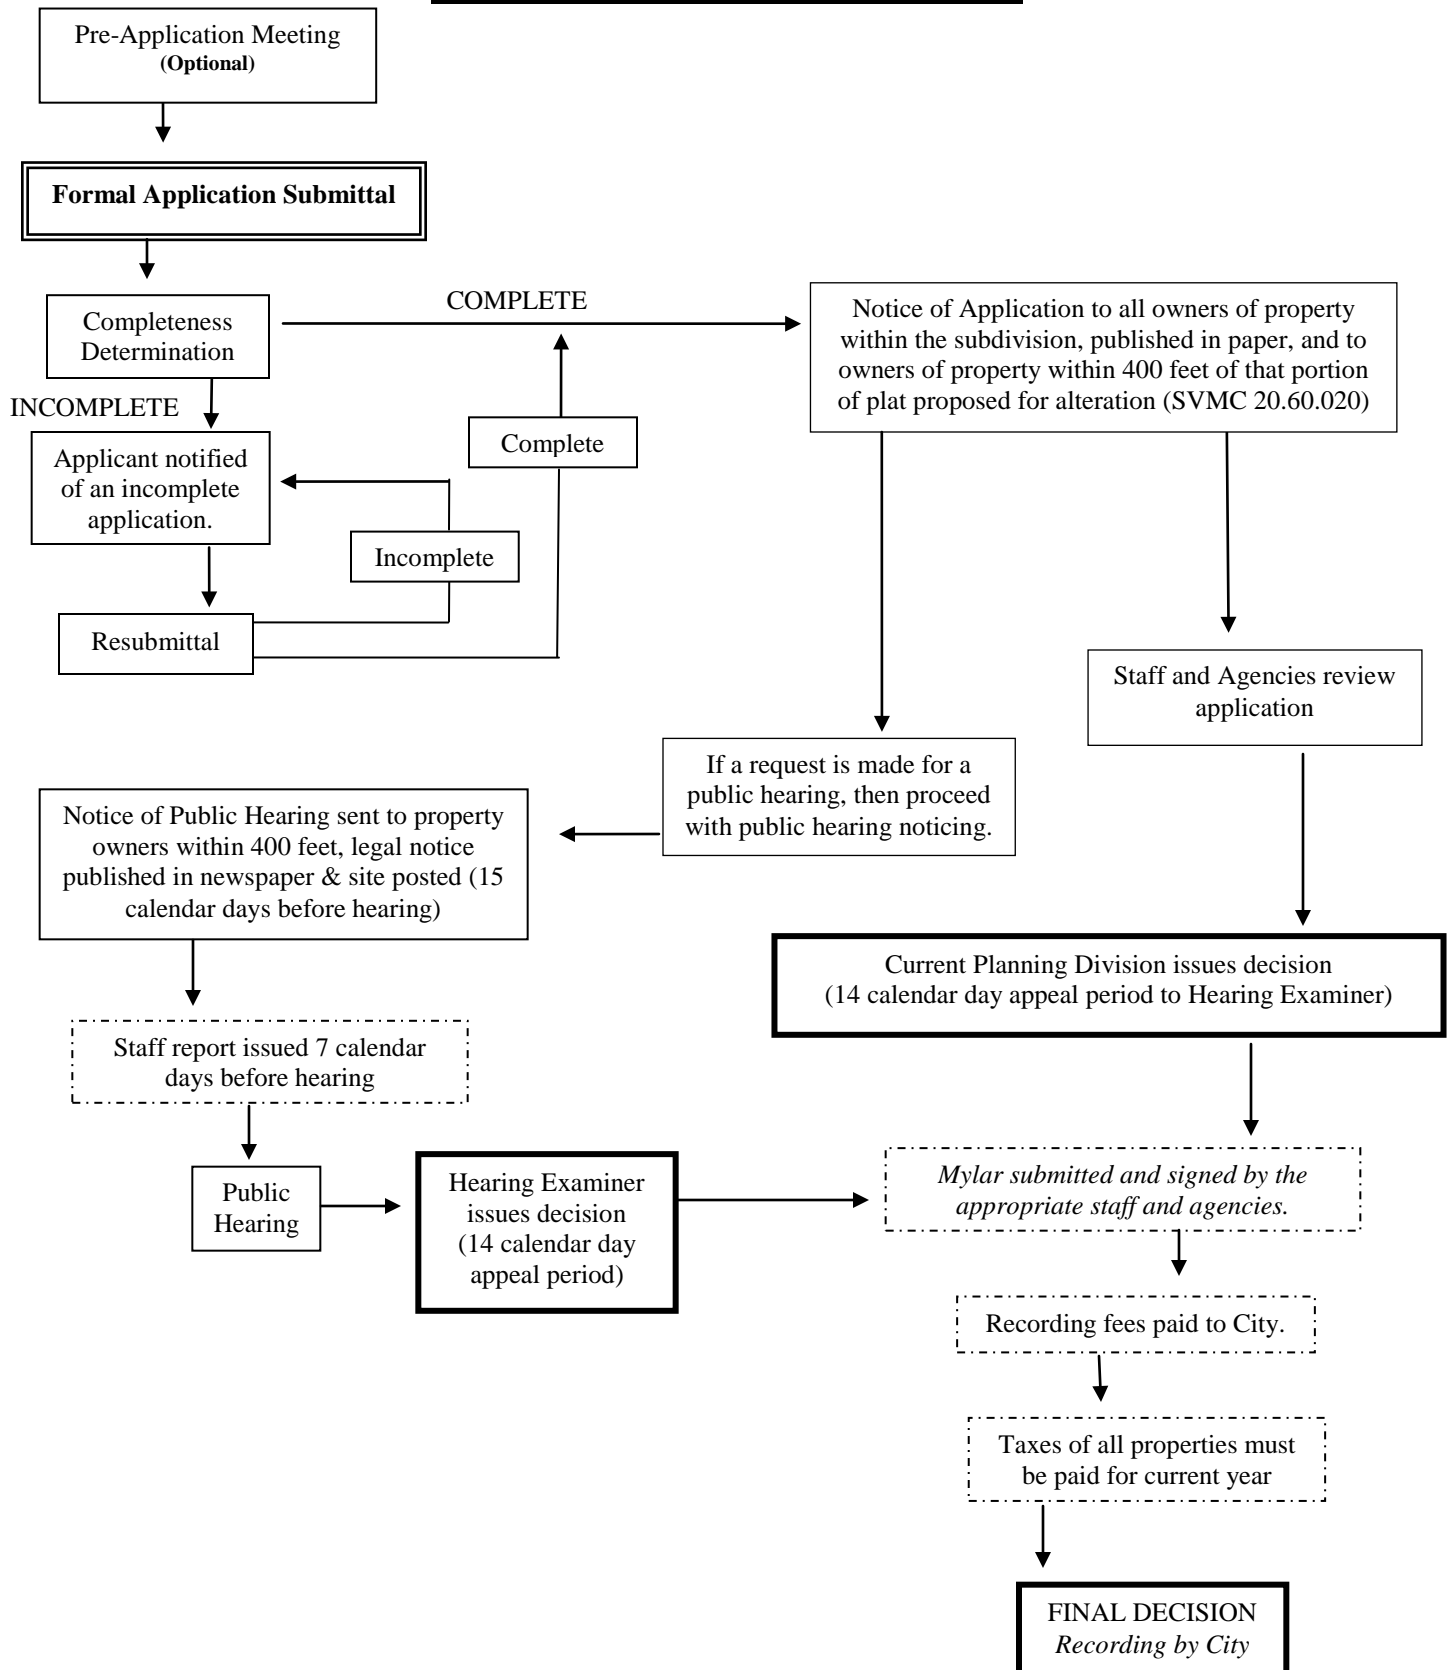 Pre-Application Meeting
(Optional)
Formal Application Submittal
COMPLETE
Completeness
Determination
Notice of Application to all owners of property
within the subdivision, published in paper, and to
owners of property within 400 feet of that portion
of plat proposed for alteration (SVMC 20.60.020)
INCOMPLETE
Complete
Applicant notified
of an incomplete
application.
Incomplete
Resubmittal
Staff and Agencies review
application
If a request is made for a
public hearing, then proceed
with public hearing noticing.
Notice of Public Hearing sent to property
owners within 400 feet, legal notice
published in newspaper & site posted (15
calendar days before hearing)
Current Planning Division issues decision
(14 calendar day appeal period to Hearing Examiner)
Staff report issued 7 calendar
days before hearing
Public
Hearing
Hearing Examiner
issues decision
(14 calendar day
appeal period)
Mylar submitted and signed by the
appropriate staff and agencies.
Recording fees paid to City.
Taxes of all properties must
be paid for current year
FINAL DECISION
Recording by City